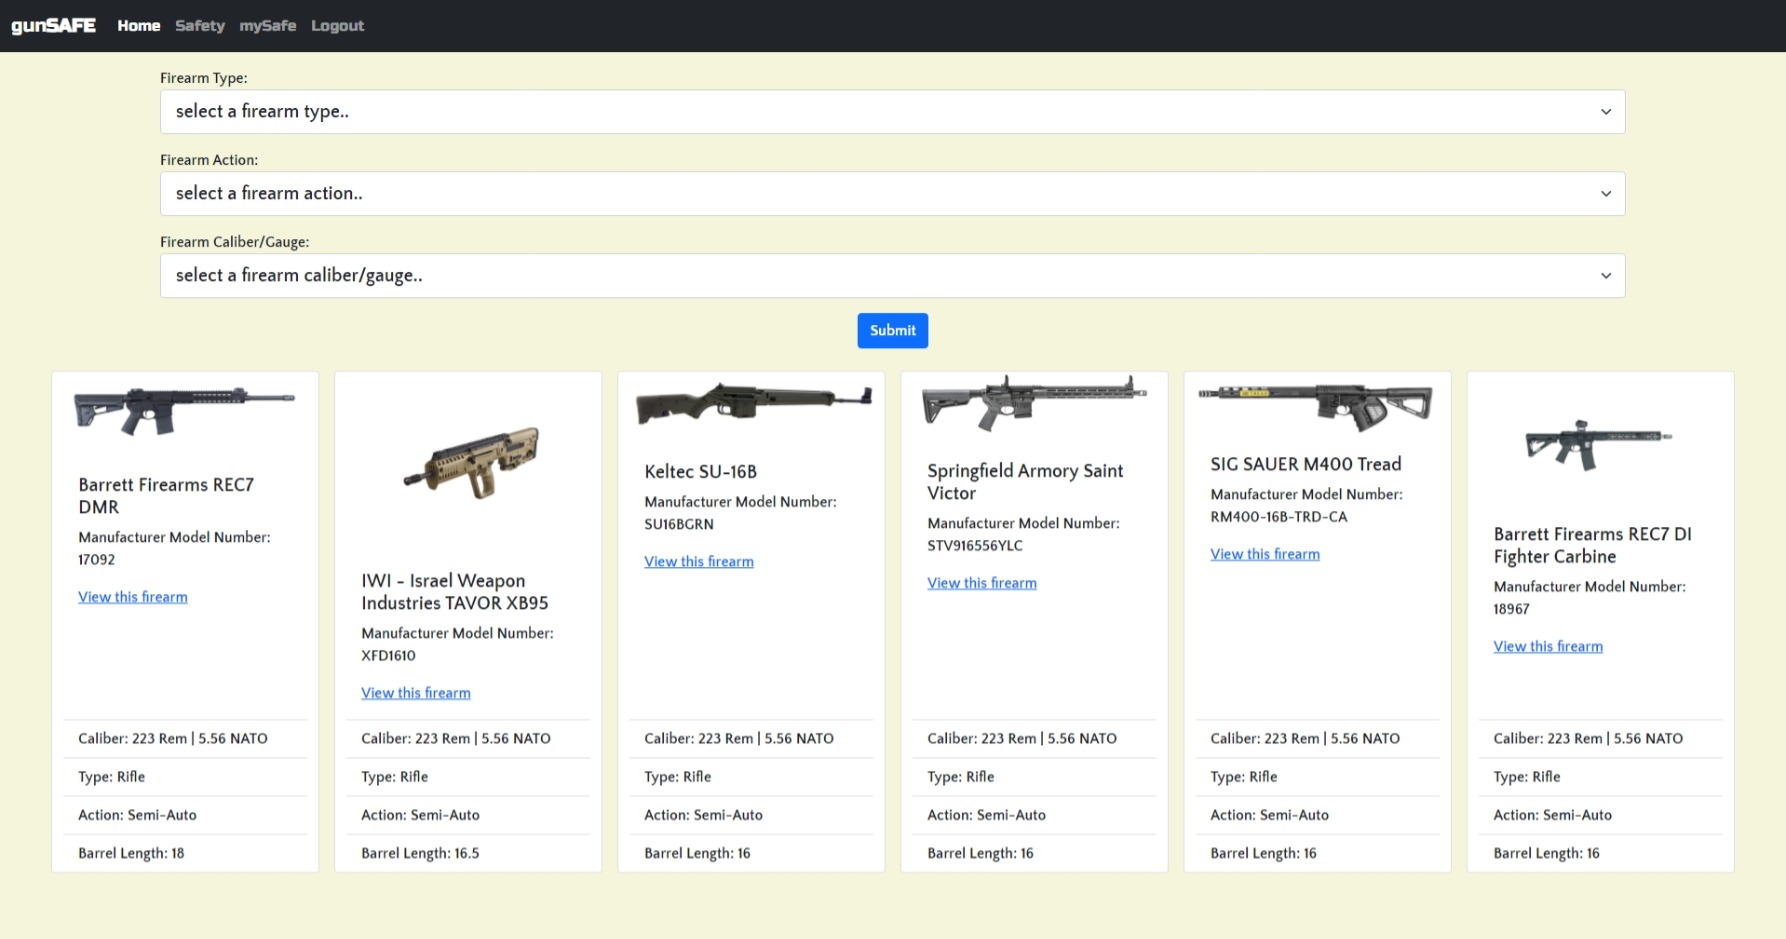 gunSAFE Home Safety mySafe Logout
Firearm Type:
select a firearm type..
Firearm Action:
select a firearm action..
Firearm Caliber/Gauge:
select a firearm caliber/gauge..
Submit
Barrett Firearms REC7
DMR
Manufacturer Model Number:
17092
View this firearm
Caliber: 223 Rem | 5.56 NATO
Type: Rifle
Action: Semi-Auto
Barrel Length: 18
IWI - Israel Weapon
Industries TAVOR XB95
Manufacturer Model Number:
XFD1610
View this firearm
Caliber: 223 Rem | 5.56 NATO
Type: Rifle
Action: Semi-Auto
Barrel Length: 16.5
Keltec SU-16B
Manufacturer Model Number:
SU16BGRN
View this firearm
Caliber: 223 Rem | 5.56 NATO
Type: Rifle
Action: Semi-Auto
Barrel Length: 16
Springfield Armory Saint
Victor
Manufacturer Model Number:
STV916556YLC
View this firearm
Caliber: 223 Rem | 5.56 NATO
Type: Rifle
Action: Semi-Auto
Barrel Length: 16
SIG SAUER M400 Tread
Manufacturer Model Number:
RM400-16B-TRD-CA
View this firearm
Caliber: 223 Rem | 5.56 NATO
Type: Rifle
Action: Semi-Auto
Barrel Length: 16
Barrett Firearms REC7 DI
Fighter Carbine
Manufacturer Model Number:
18967
View this firearm
Caliber: 223 Rem | 5.56 NATO
Type: Rifle
Action: Semi-Auto
Barrel Length: 16